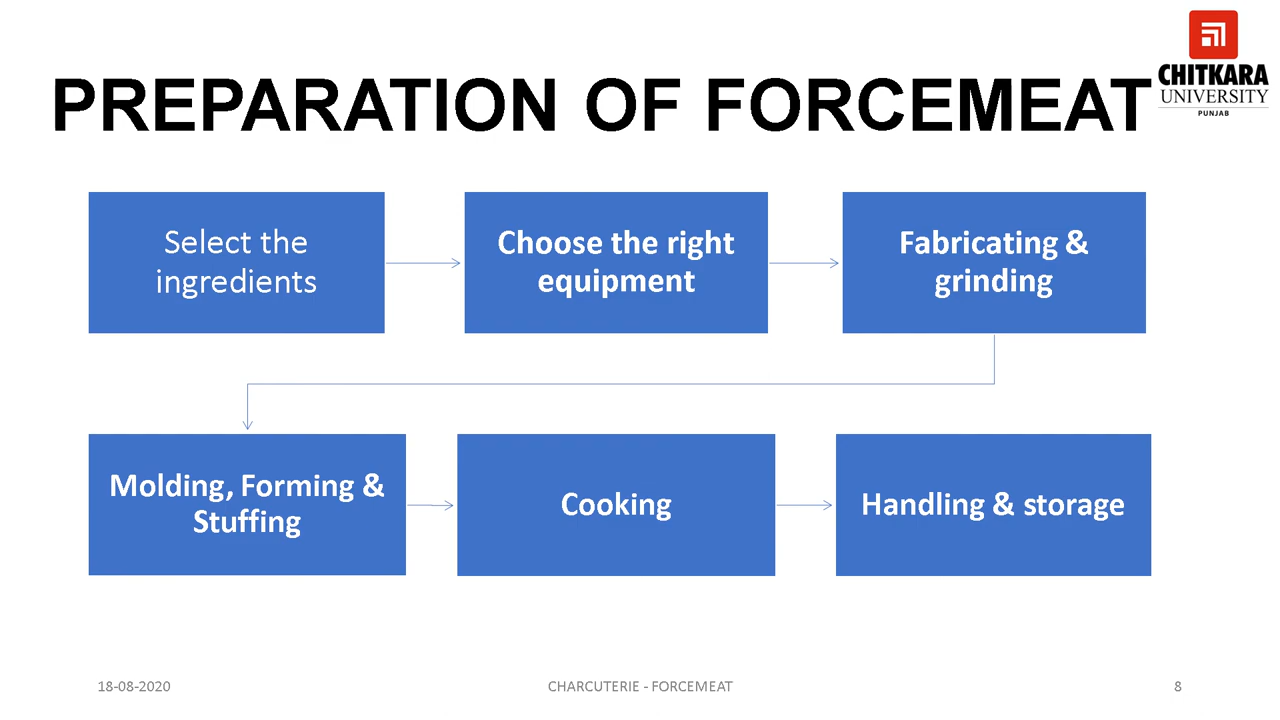 PREPARATION OF FORCEMEAT
CHITKARA
UNIVERSITY
PUNJAB
Select the
ingredients
Choose the right
equipment
Fabricating &
grinding
Molding, Forming &
Stuffing
Cooking
Handling & storage
18-08-2020
CHARCUTERIE - FORCEMEAT
8